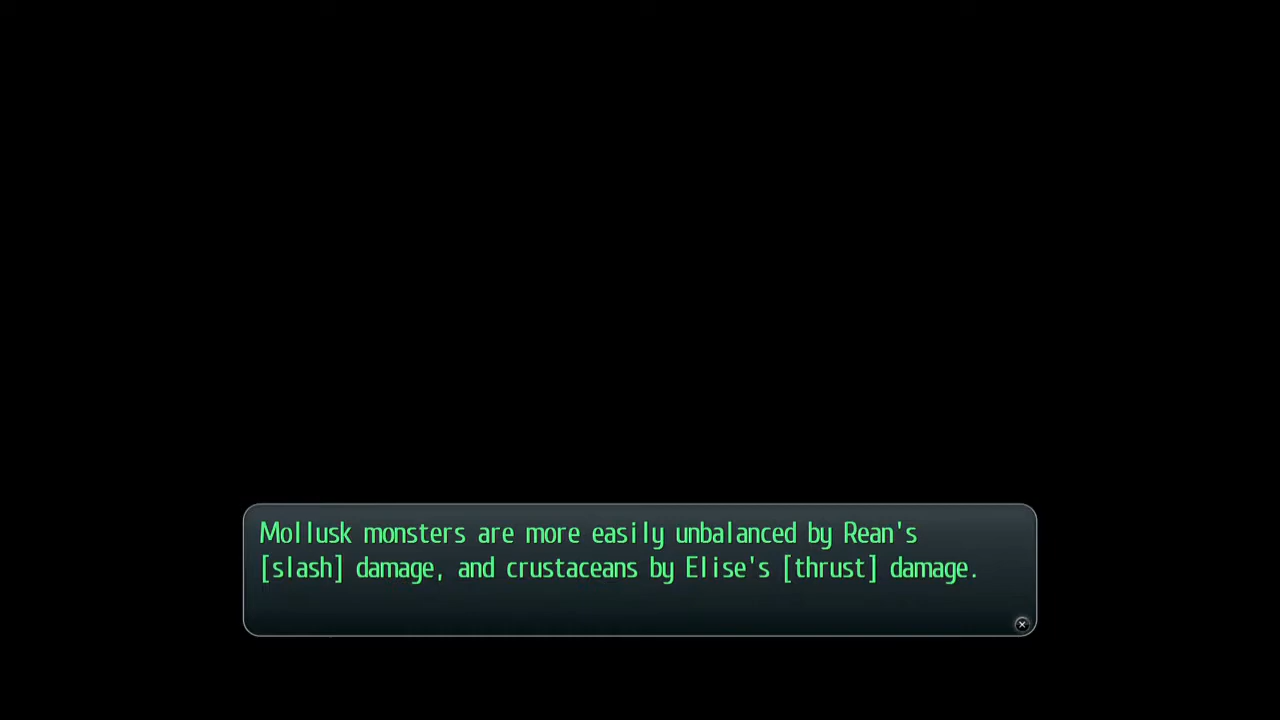 Mollusk monsters are more easily unbalanced by Rean's
[slash] damage, and crustaceans by Elise's [thrust] damage.